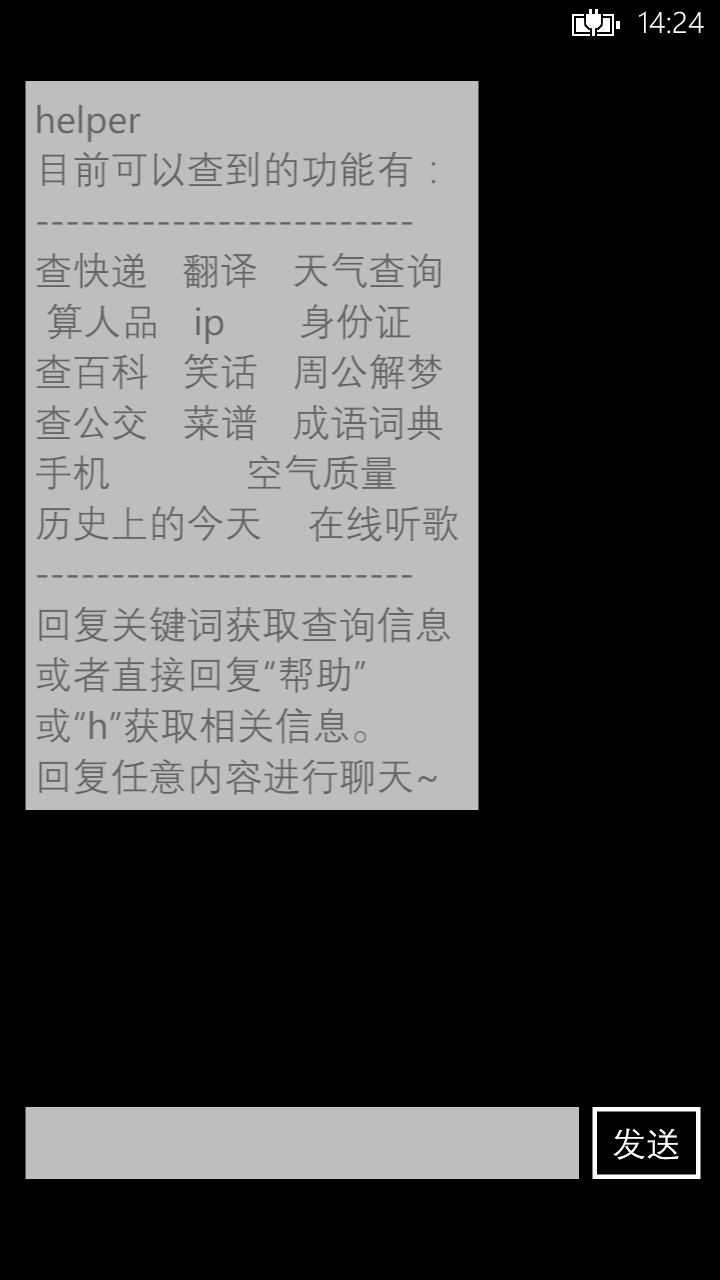 14:24
helper
目前可以查到的功能有：
-------------------------
查快递 翻译 天气查询
算人品 ip 身份证
查百科 笑话 周公解梦
查公交 菜谱 成语词典
手机 空气质量
历史上的今天 在线听歌
-------------------------
回复关键词获取查询信息
或者直接回复“帮助”
或“h”获取相关信息。
回复任意内容进行聊天~
发送